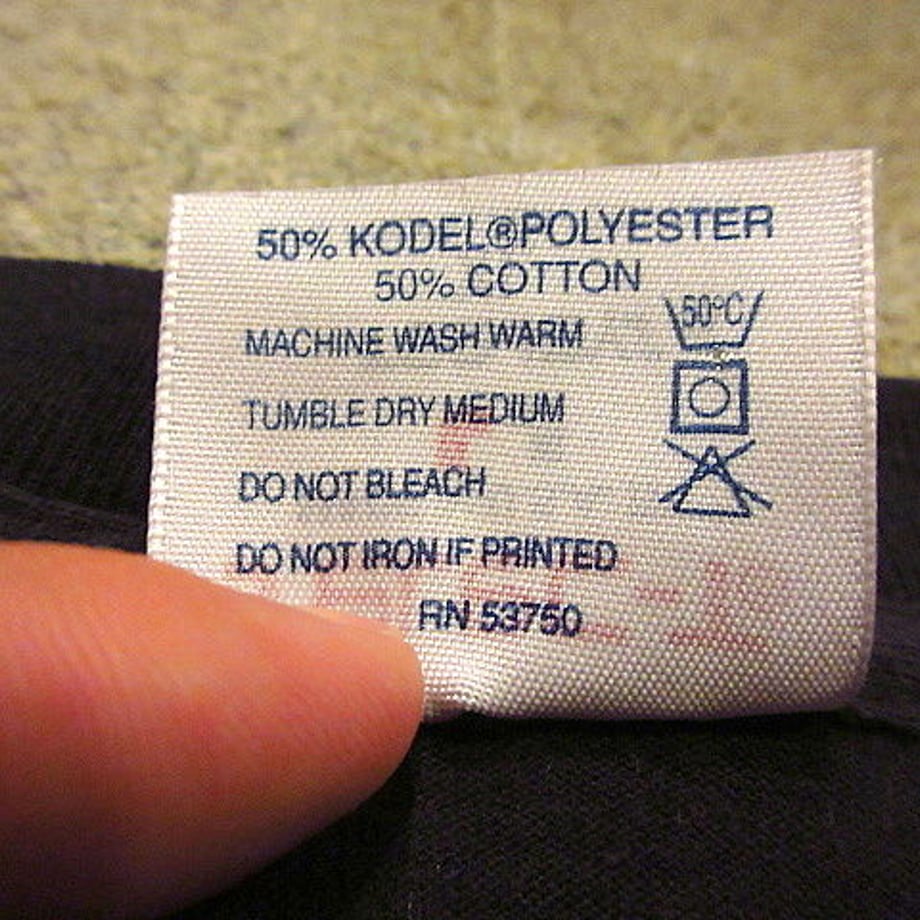 50% KODEL®POLYESTER
50% COTTON
50°C
MACHINE WASH WARM
TUMBLE DRY MEDIUM
DO NOT BLEACH
DO NOT IRON IF PRINTED
RN 53750